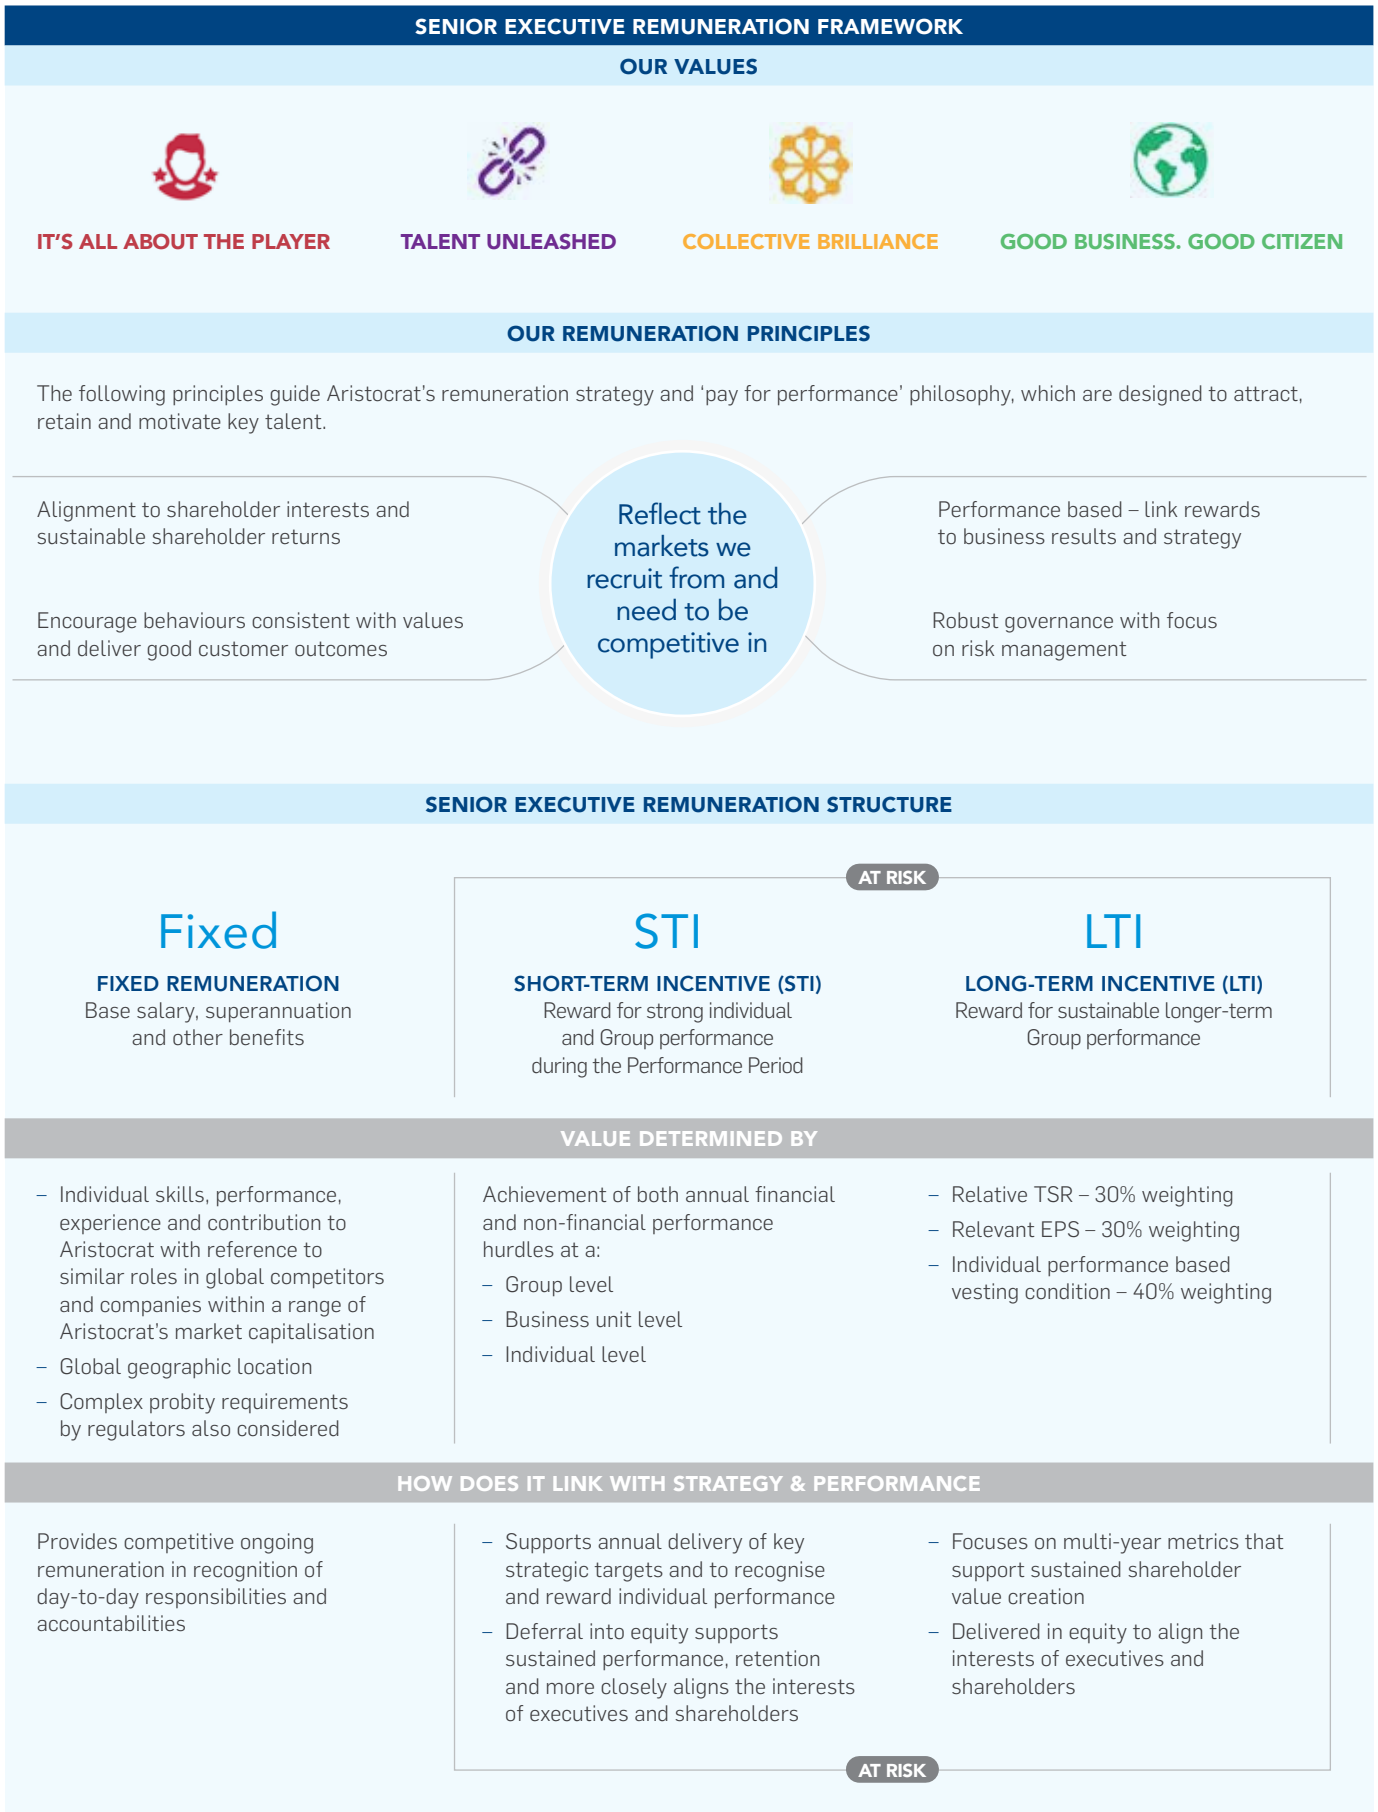 SENIOR EXECUTIVE REMUNERATION FRAMEWORK
OUR VALUES
IT’S ALL ABOUT THE PLAYER
TALENT UNLEASHED
COLLECTIVE BRILLIANCE
GOOD BUSINESS. GOOD CITIZEN
OUR REMUNERATION PRINCIPLES
The following principles guide Aristocrat’s remuneration strategy and ‘pay for performance’ philosophy, which are designed to attract,
retain and motivate key talent.
Alignment to shareholder interests and
sustainable shareholder returns
Encourage behaviours consistent with values
and deliver good customer outcomes
Reflect the
markets we
recruit from and
need to be
competitive in
Performance based – link rewards
to business results and strategy
Robust governance with focus
on risk management
SENIOR EXECUTIVE REMUNERATION STRUCTURE
AT RISK
Fixed
FIXED REMUNERATION
Base salary, superannuation
and other benefits
STI
SHORT-TERM INCENTIVE (STI)
Reward for strong individual
and Group performance
during the Performance Period
LTI
LONG-TERM INCENTIVE (LTI)
Reward for sustainable longer-term
Group performance
VALUE DETERMINED BY
– Individual skills, performance,
experience and contribution to
Aristocrat with reference to
similar roles in global competitors
and companies within a range of
Aristocrat’s market capitalisation
– Global geographic location
– Complex probity requirements
by regulators also considered
Achievement of both annual financial
and non-financial performance
hurdles at a:
– Group level
– Business unit level
– Individual level
– Relative TSR – 30% weighting
– Relevant EPS – 30% weighting
– Individual performance based
vesting condition – 40% weighting
HOW DOES IT LINK WITH STRATEGY & PERFORMANCE
Provides competitive ongoing
remuneration in recognition of
day-to-day responsibilities and
accountabilities
– Supports annual delivery of key
strategic targets and to recognise
and reward individual performance
– Deferral into equity supports
sustained performance, retention
and more closely aligns the interests
of executives and shareholders
– Focuses on multi-year metrics that
support sustained shareholder
value creation
– Delivered in equity to align the
interests of executives and
shareholders
AT RISK